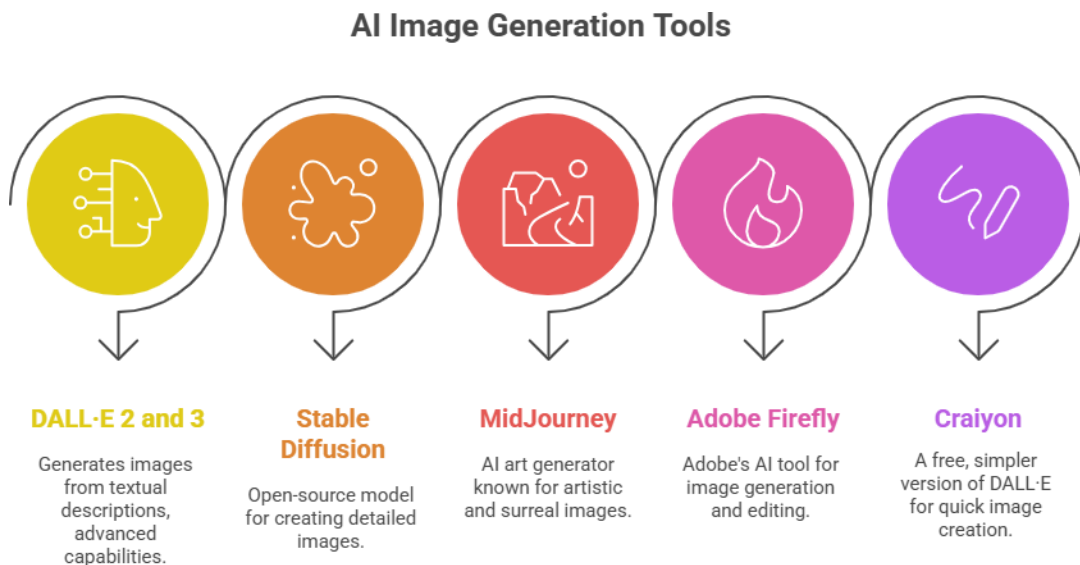 AI Image Generation Tools
DALL·E 2 and 3
Generates images
from textual
descriptions,
advanced
capabilities.
Stable
Diffusion
Open-source model
for creating detailed
images.
MidJourney
AI art generator
known for artistic
and surreal images.
Adobe Firefly
Adobe's AI tool for
image generation
and editing.
Craiyon
A free, simpler
version of DALL·E
for quick image
creation.